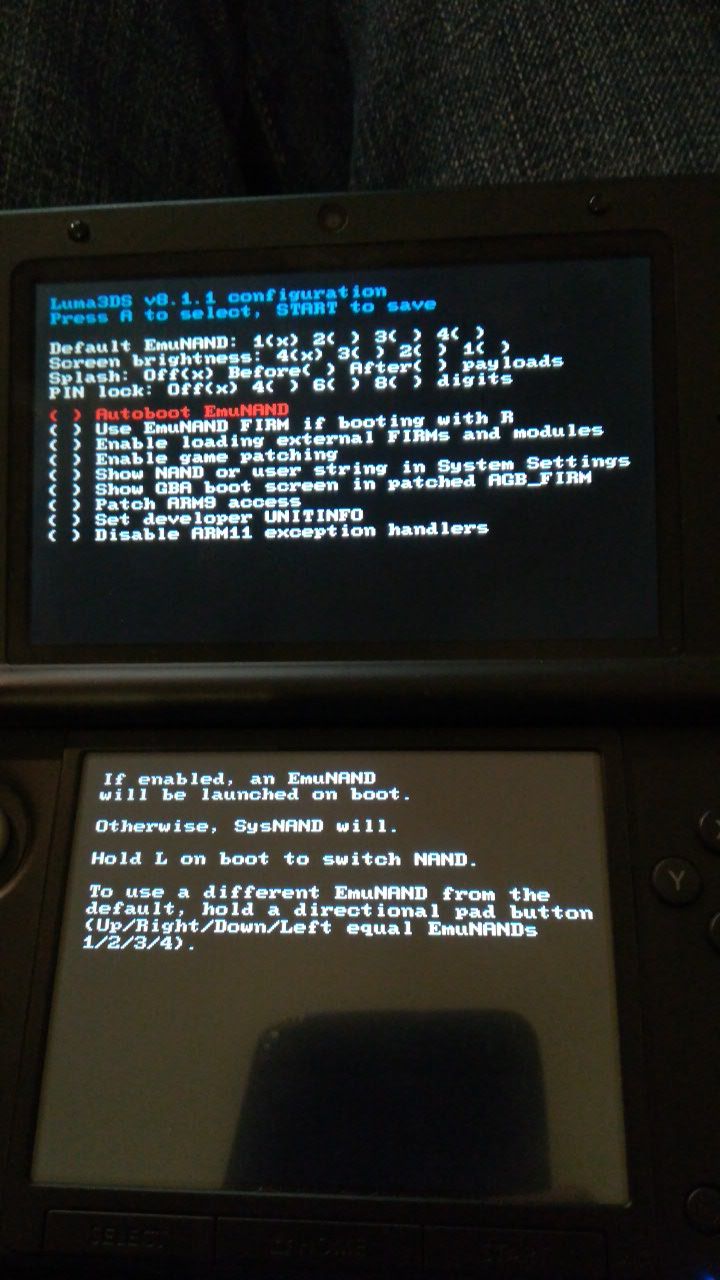 Luma3DS v8.1.1 configuration
Press A to select, START to save
Default EmuNAND: 1(x) 2( ) 3( ) 4( )
Screen brightness: 4(x) 3( ) 2( ) 1( )
Splash: Off(x) Before( ) After( ) payloads
PIN lock: Off(x) 4( ) 6( ) 8( ) digits
( ) Autoboot EmuNAND
( ) Use EmuNAND FIRM if booting with R
( ) Enable loading external FIRMs and modules
( ) Enable game patching
( ) Show NAND or user string in System Settings
( ) Show GBA boot screen in patched AGB_FIRM
( ) Patch ARM9 access
( ) Set developer UNITINFO
( ) Disable ARM11 exception handlers
If enabled, an EmuNAND
will be launched on boot.
Otherwise, SysNAND will.
Hold L on boot to switch NAND.
To use a different EmuNAND from the
default, hold a directional pad button
(Up/Right/Down/Left equal EmuNANDs
1/2/3/4).
Y
SELECT
HOME